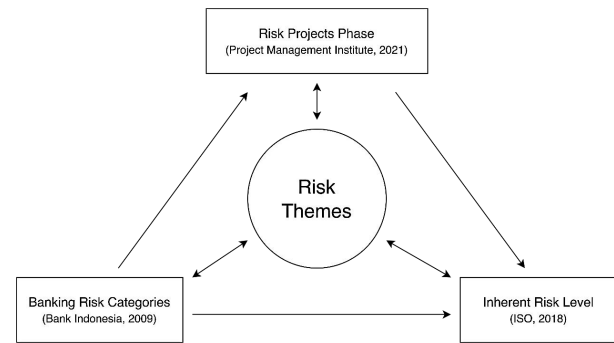 Risk Projects Phase
(Project Management Institute, 2021)
Risk
Themes
Banking Risk Categories
(Bank Indonesia, 2009)
Inherent Risk Level
(ISO, 2018)